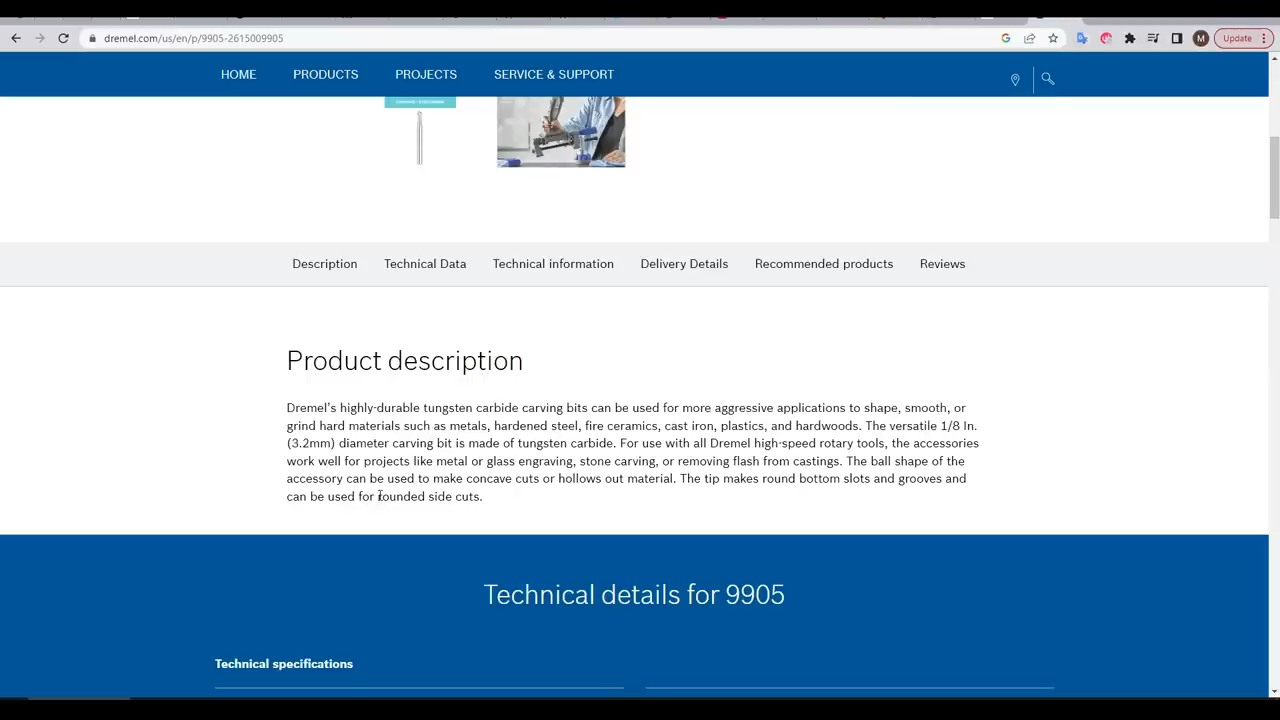 dremel.com/us/en/p/9905-2615009905
M
Update
HOME PRODUCTS PROJECTS SERVICE & SUPPORT
Description Technical Data Technical information Delivery Details Recommended products Reviews
Product description
Dremel's highly-durable tungsten carbide carving bits can be used for more aggressive applications to shape, smooth, or
grind hard materials such as metals, hardened steel, fire ceramics, cast iron, plastics, and hardwoods. The versatile 1/8 In.
(3.2mm) diameter carving bit is made of tungsten carbide. For use with all Dremel high-speed rotary tools, the accessories
work well for projects like metal or glass engraving, stone carving, or removing flash from castings. The ball shape of the
accessory can be used to make concave cuts or hollows out material. The tip makes round bottom slots and grooves and
can be used for rounded side cuts.
Technical details for 9905
Technical specifications